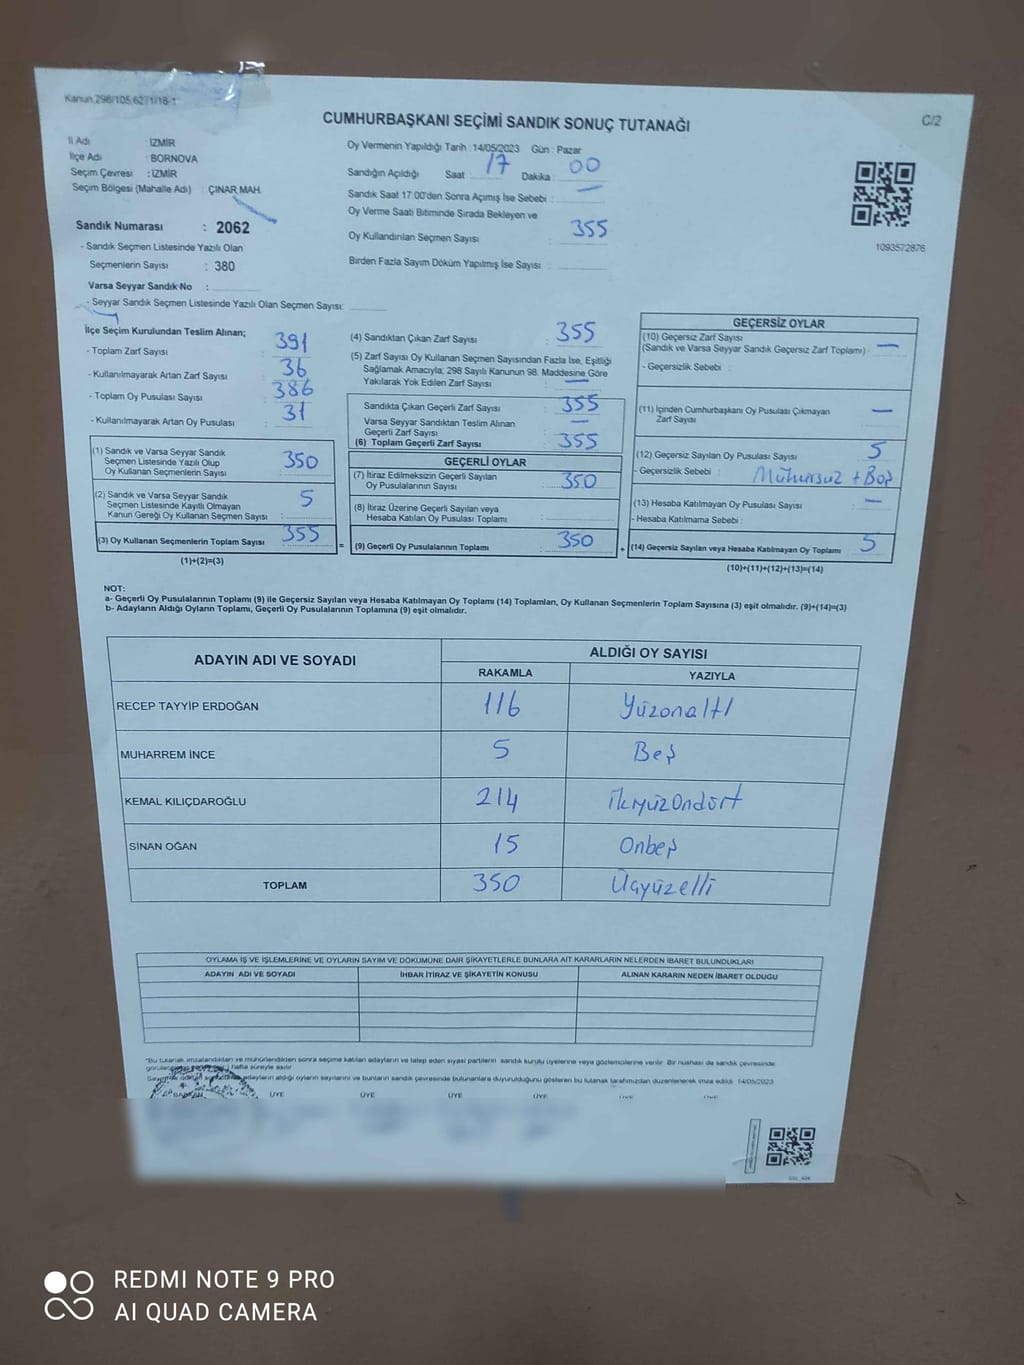 Kanun.298/105,6271/18-1
C/2
CUMHURBAŞKANI SEÇİMİ SANDIK SONUÇ TUTANAĞI
İl Adı : İZMİR
İlçe Adı : BORNOVA
Seçim Çevresi : İZMİR
Seçim Bölgesi (Mahalle Adı) : ÇINAR MAH.
Sandık Numarası : 2062
- Sandık Seçmen Listesinde Yazılı Olan
Seçmenlerin Sayısı : 380
Varsa Seyyar Sandık No :
- Seyyar Sandık Seçmen Listesinde Yazılı Olan Seçmen Sayısı:
Oy Vermenin Yapıldığı Tarih :14/05/2023 Gün : Pazar
Sandığın Açıldığı Saat 17 Dakika 00
Sandık Saat 17:00'den Sonra Açımış İse Sebebi : —
Oy Verme Saati Bitiminde Sırada Bekleyen ve
Oy Kullandırılan Seçmen Sayısı : 355
Birden Fazla Sayım Döküm Yapılmış İse Sayısı :
1093572876
İlçe Seçim Kurulundan Teslim Alınan;
- Toplam Zarf Sayısı : 391
- Kullanılmayarak Artan Zarf Sayısı : 36
- Toplam Oy Pusulası Sayısı : 386
- Kullanılmayarak Artan Oy Pusulası : 31
(1) Sandık ve Varsa Seyyar Sandık
Seçmen Listesinde Yazılı Olup
Oy Kullanan Seçmenlerin Sayısı : 350
(2) Sandık ve Varsa Seyyar Sandık
Seçmen Listesinde Kayıtlı Olmayan
Kanun Gereği Oy Kullanan Seçmen Sayısı : 5
(3) Oy Kullanan Seçmenlerin Toplam Sayısı : 355
(1)+(2)=(3)
(4) Sandıktan Çıkan Zarf Sayısı : 355
(5) Zarf Sayısı Oy Kullanan Seçmen Sayısından Fazla İse, Eşitliği
Sağlamak Amacıyla; 298 Sayılı Kanunun 98. Maddesine Göre
Yakılarak Yok Edilen Zarf Sayısı : —
Sandıkta Çıkan Geçerli Zarf Sayısı : 355
Varsa Seyyar Sandıktan Teslim Alınan
Geçerli Zarf Sayısı : —
(6) Toplam Geçerli Zarf Sayısı : 355
GEÇERLİ OYLAR
(7) İtiraz Edilmeksizin Geçerli Sayılan
Oy Pusulalarının Sayısı : 350
(8) İtiraz Üzerine Geçerli Sayılan veya
Hesaba Katılan Oy Pusulası Toplamı :
= (9) Geçerli Oy Pusulalarının Toplamı : 350 +
GEÇERSİZ OYLAR
(10) Geçersiz Zarf Sayısı
(Sandık ve Varsa Seyyar Sandık Geçersiz Zarf Toplamı) : —
- Geçersizlik Sebebi :
(11) İçinden Cumhurbaşkanı Oy Pusulası Çıkmayan
Zarf Sayısı : —
(12) Geçersiz Sayılan Oy Pusulası Sayısı : 5
- Geçersizlik Sebebi : Mühürsüz + Boş
(13) Hesaba Katılmayan Oy Pusulası Sayısı : —
- Hesaba Katılmama Sebebi :
(14) Geçersiz Sayılan veya Hesaba Katılmayan Oy Toplamı : 5
(10)+(11)+(12)+(13)=(14)
NOT:
a- Geçerli Oy Pusulalarının Toplamı (9) ile Geçersiz Sayılan veya Hesaba Katılmayan Oy Toplamı (14) Toplamları, Oy Kullanan Seçmenlerin Toplam Sayısına (3) eşit olmalıdır. (9)+(14)=(3)
b- Adayların Aldığı Oyların Toplamı, Geçerli Oy Pusulalarının Toplamına (9) eşit olmalıdır.
ADAYIN ADI VE SOYADI
ALDIĞI OY SAYISI
RAKAMLA YAZIYLA
RECEP TAYYİP ERDOĞAN 116 Yüzonaltı
MUHARREM İNCE 5 Beş
KEMAL KILIÇDAROĞLU 214 ikiyüzondört
SİNAN OĞAN 15 Onbeş
TOPLAM 350 Üçyüzelli
OYLAMA İŞ VE İŞLEMLERİNE VE OYLARIN SAYIM VE DÖKÜMÜNE DAİR ŞİKAYETLERLE BUNLARA AİT KARARLARIN NELERDEN İBARET BULUNDUKLARI
ADAYIN ADI VE SOYADI İHBAR İTİRAZ VE ŞİKAYETİN KONUSU ALINAN KARARIN NEDEN İBARET OLDUĞU
*Bu tutanak imzalandıktan ve mühürlendikten sonra seçime katılan adayların ve talep eden siyasi partilerin sandık kurulu üyelerine veya gözlemcilerine verilir. Bir nüshası da sandık çevresinde
hafta süreyle asılır
adayların aldığı oyların sayılarını ve bunların sandık çevresinde bulunanlara duyurulduğunu gösteren bu tutanak tarafımızdan düzenlenerek imza edildi. 14/05/2023
ÜYE ÜYE ÜYE ÜYE
REDMI NOTE 9 PRO
AI QUAD CAMERA